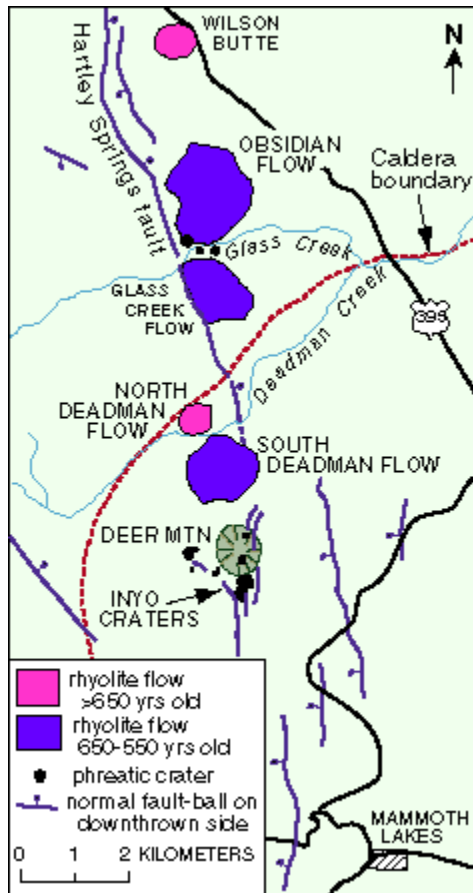 WILSON
BUTTE
N
Hartley Springs fault
OBSIDIAN
FLOW
Caldera
boundary
Glass Creek
GLASS
CREEK
FLOW
Deadman Creek
395
NORTH
DEADMAN
FLOW
SOUTH
DEADMAN FLOW
DEER MTN
INYO
CRATERS
rhyolite flow
>650 yrs old
rhyolite flow
650-550 yrs old
phreatic crater
normal fault-ball on
downthrown side
0 1 2 KILOMETERS
MAMMOTH
LAKES